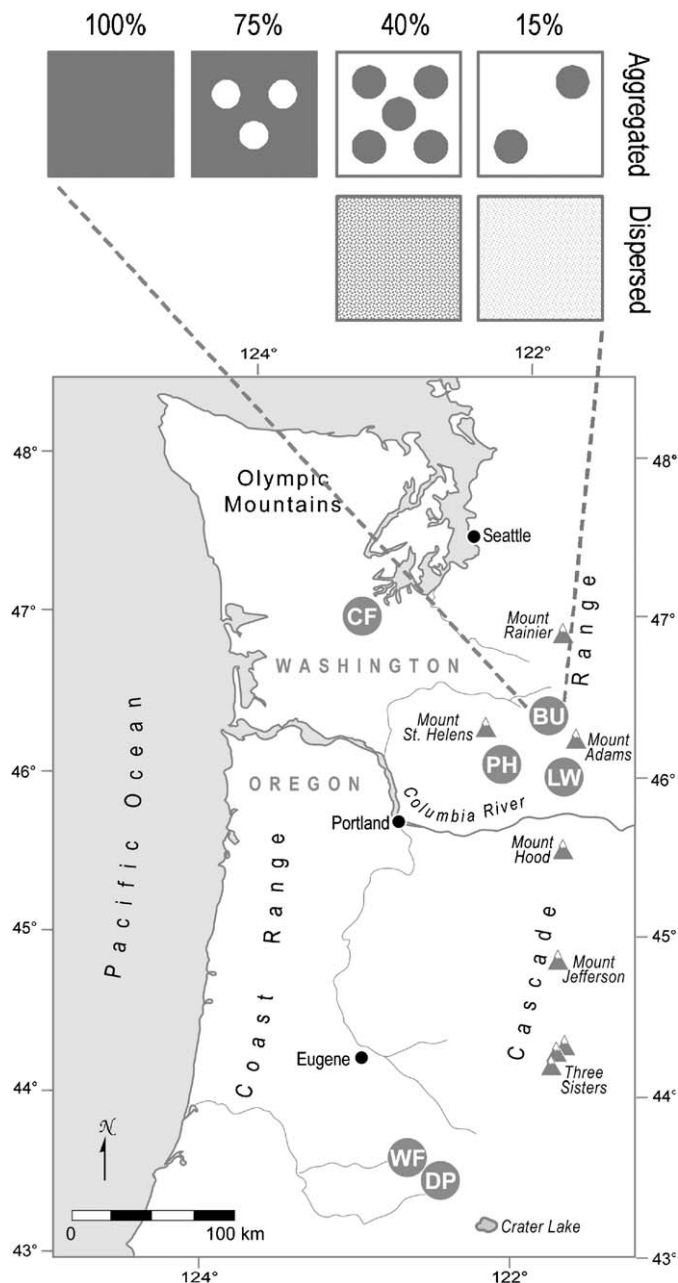 100% 75% 40% 15%
Aggregated
Dispersed
124° 122°
48° 48°
Olympic
Mountains
Seattle
47° 47°
CF
Mount
Rainier
Range
WASHINGTON
BU
Mount
St. Helens
Mount
Adams
PH
LW
46° 46°
OREGON
Columbia River
Portland
Mount
Hood
Pacific Ocean
Coast Range
Cascade
45° 45°
Mount
Jefferson
Eugene
Three
Sisters
44° 44°
WF
DP
N
0 100 km
Crater Lake
43° 43°
124° 122°